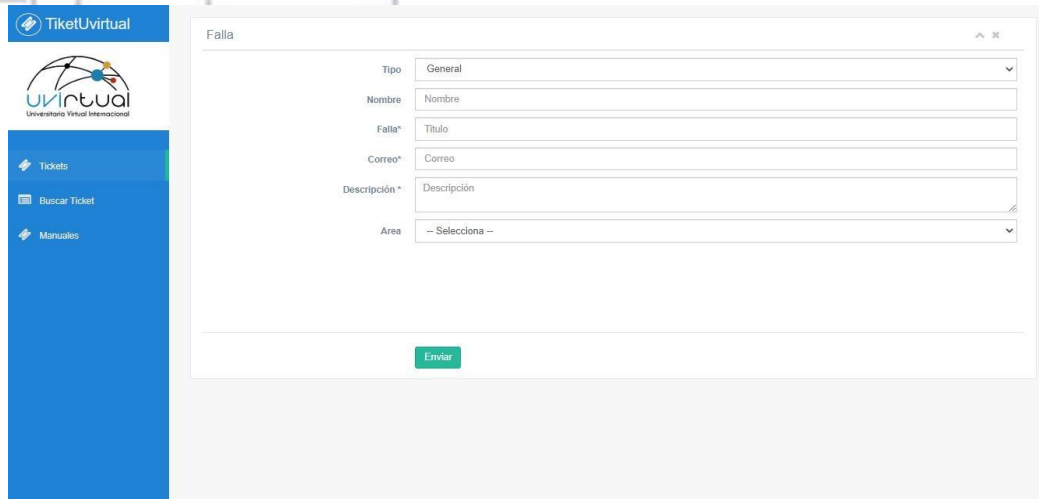 TiketUvirtual
uvirtual
Universitaria Virtual Internacional
Tickets
Buscar Ticket
Manuales
Falla
Tipo General
Nombre Nombre
Falla* Titulo
Correo* Correo
Descripción * Descripción
Area -- Selecciona --
Enviar